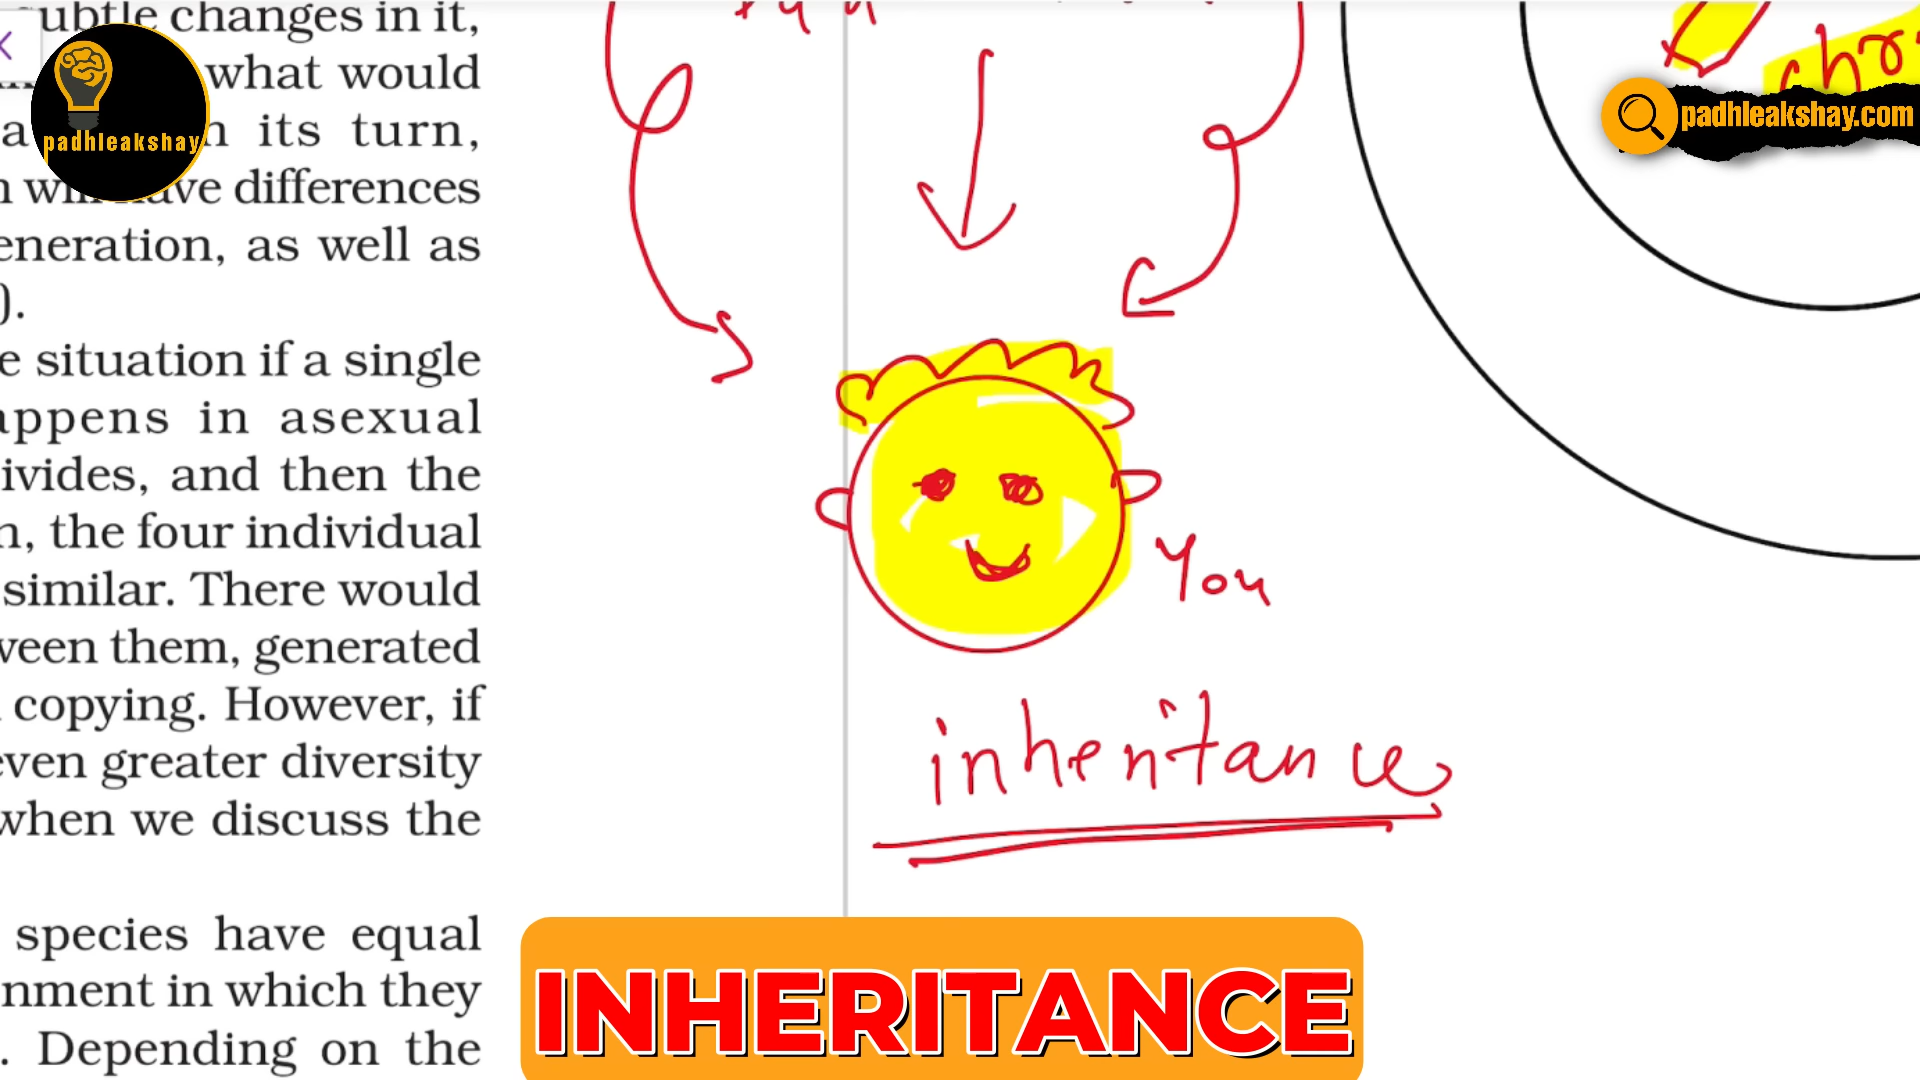 subtle changes in it,
what would
its turn,
differences
eneration, as well as
).
e situation if a single
appens in asexual
ivides, and then the
n, the four individual
similar. There would
ween them, generated
copying. However, if
even greater diversity
when we discuss the
species have equal
nment in which they
. Depending on the
padhleakshay
chr
padhleakshay.com
You
inheritance
INHERITANCE